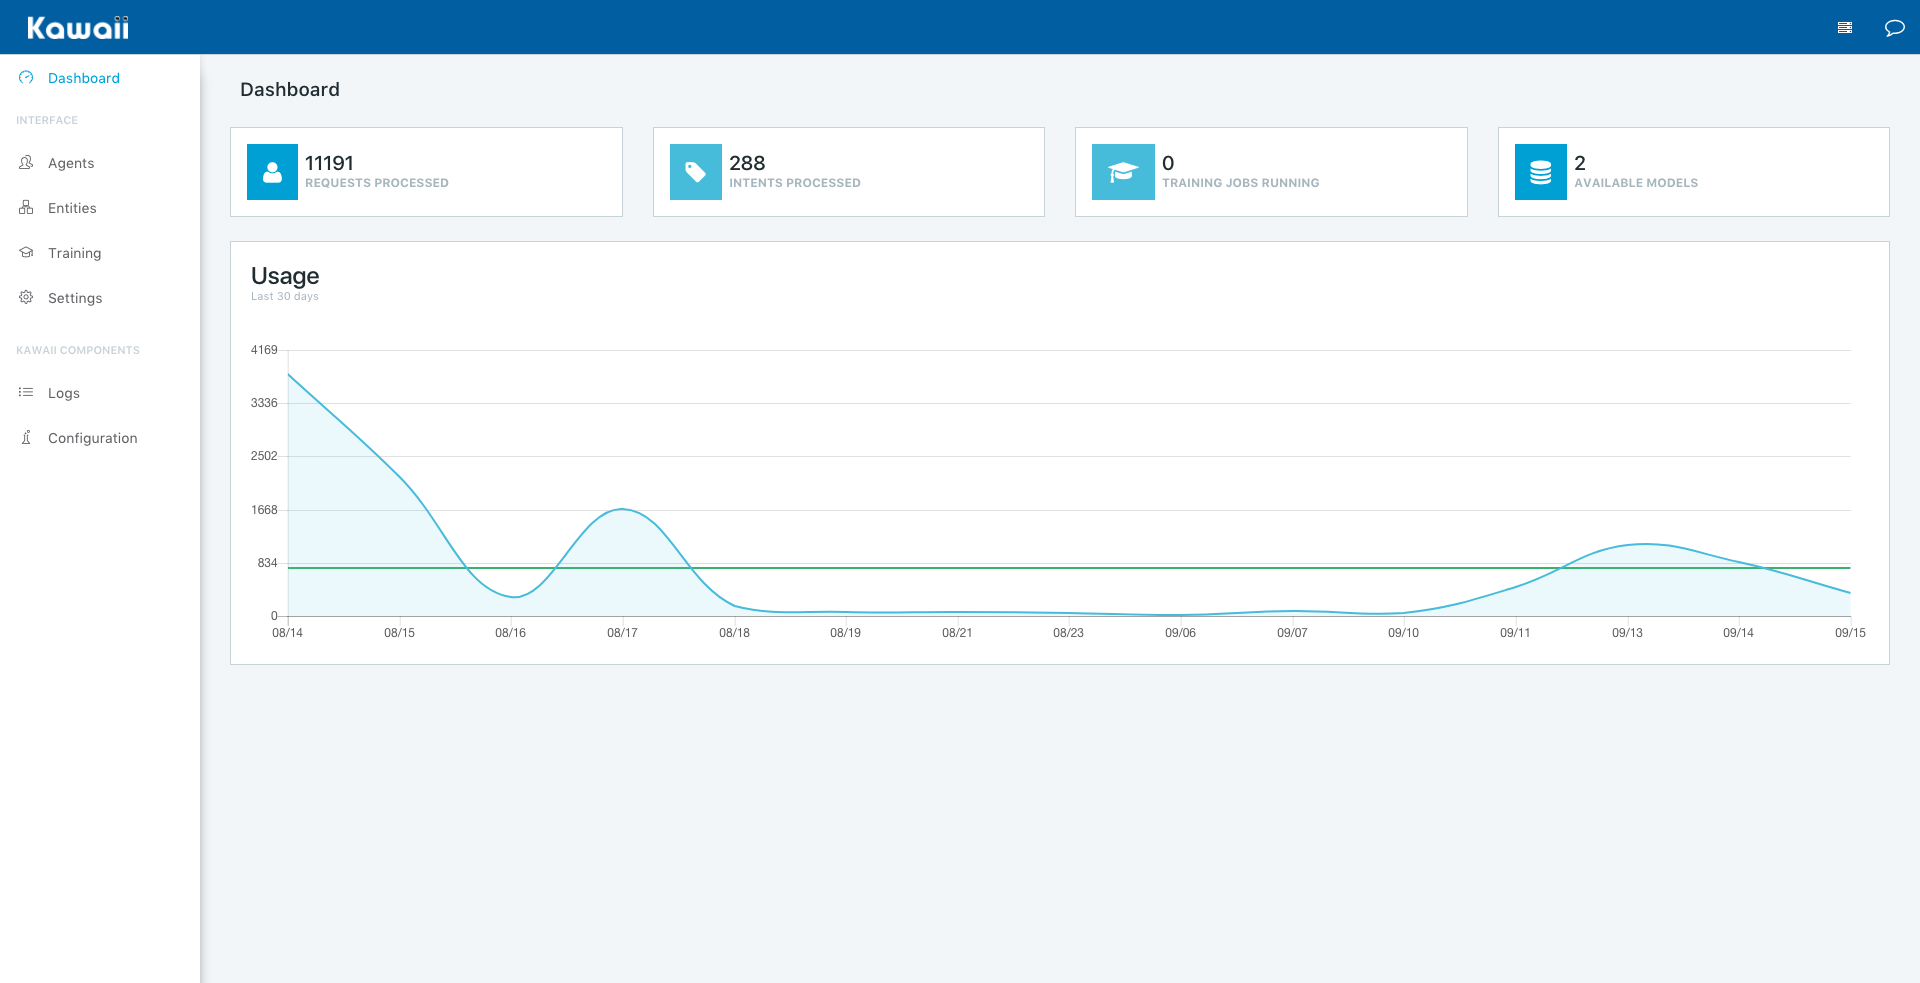 Kawaii
Dashboard
INTERFACE
Agents
Entities
Training
Settings
KAWAII COMPONENTS
Logs
Configuration
Dashboard
11191
REQUESTS PROCESSED
288
INTENTS PROCESSED
0
TRAINING JOBS RUNNING
2
AVAILABLE MODELS
Usage
Last 30 days
4169
3336
2502
1668
834
0
08/14 08/15 08/16 08/17 08/18 08/19 08/21 08/23 09/06 09/07 09/10 09/11 09/13 09/14 09/15